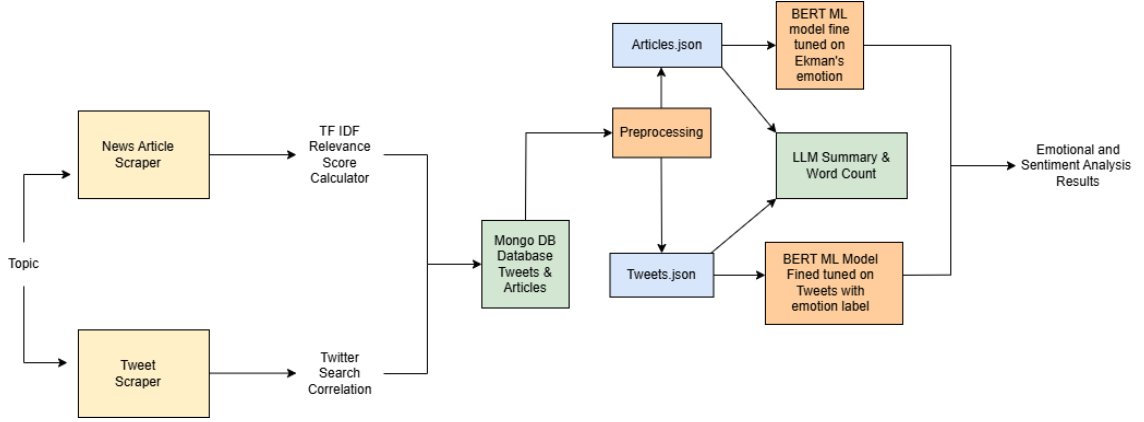 Topic
News Article
Scraper
Tweet
Scraper
TF IDF
Relevance
Score
Calculator
Twitter
Search
Correlation
Mongo DB
Database
Tweets &
Articles
Preprocessing
Articles.json
Tweets.json
BERT ML
model fine
tuned on
Ekman's
emotion
LLM Summary &
Word Count
BERT ML Model
Fined tuned on
Tweets with
emotion label
Emotional and
Sentiment Analysis
Results